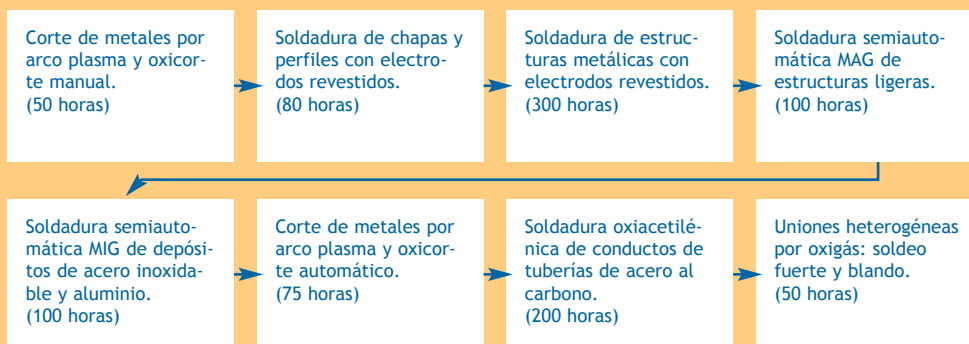 Corte de metales por
arco plasma y oxicor-
te manual.
(50 horas)
Soldadura de chapas y
perfiles con electro-
dos revestidos.
(80 horas)
Soldadura de estruc-
turas metálicas con
electrodos revestidos.
(300 horas)
Soldadura semiauto-
mática MAG de
estructuras ligeras.
(100 horas)
Soldadura semiauto-
mática MIG de depósi-
tos de acero inoxida-
ble y aluminio.
(100 horas)
Corte de metales por
arco plasma y oxicor-
te automático.
(75 horas)
Soldadura oxiacetilé-
nica de conductos de
tuberías de acero al
carbono.
(200 horas)
Uniones heterogéneas
por oxigás: soldeo
fuerte y blando.
(50 horas)